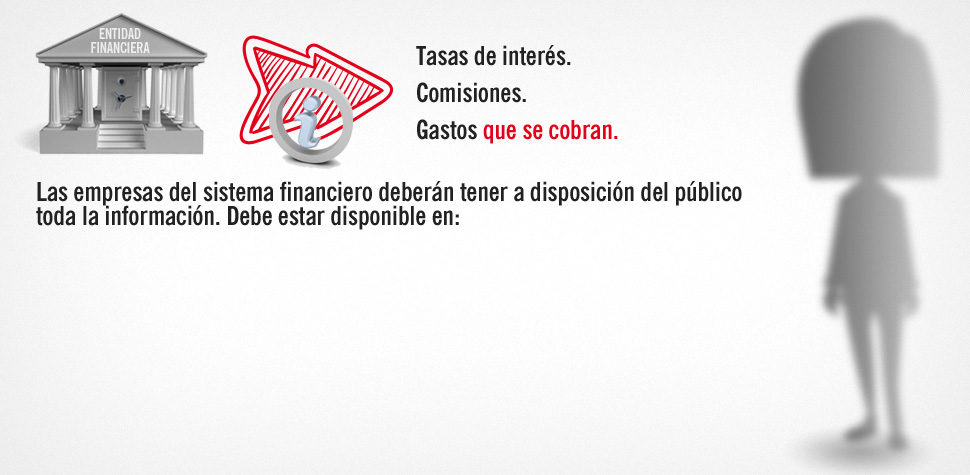 ENTIDAD
FINANCIERA
Tasas de interés.
Comisiones.
Gastos que se cobran.
Las empresas del sistema financiero deberán tener a disposición del público
toda la información. Debe estar disponible en: